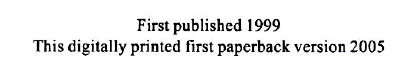 First published 1999
This digitally printed first paperback version 2005